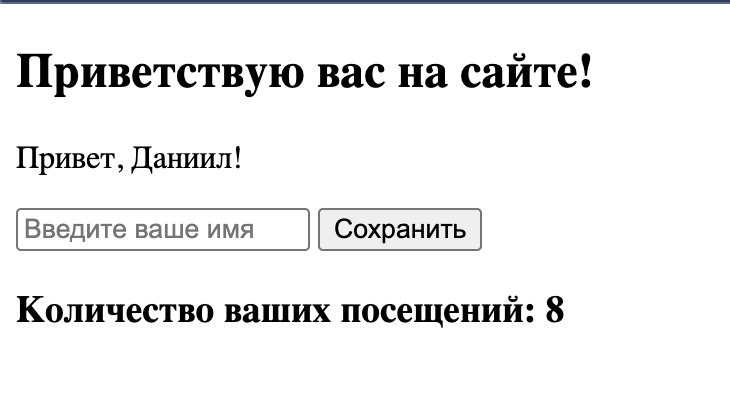 Приветствую вас на сайте!
Привет, Даниил!
Введите ваше имя Сохранить
Количество ваших посещений: 8